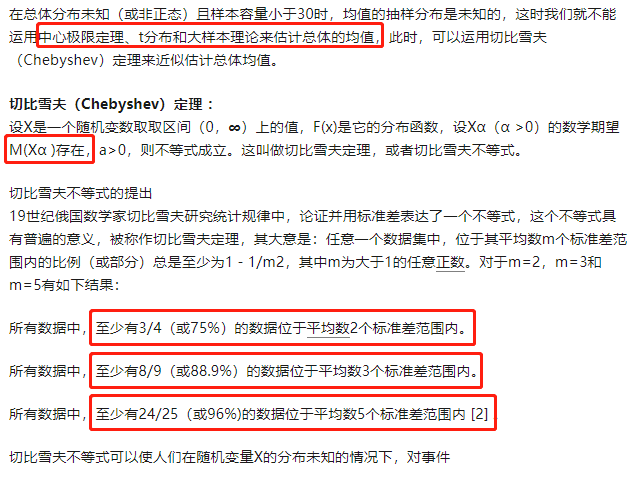 在总体分布未知（或非正态）且样本容量小于30时，均值的抽样分布是未知的，这时我们就不能
运用中心极限定理、t分布和大样本理论来估计总体的均值，此时，可以运用切比雪夫
（Chebyshev）定理来近似估计总体均值。
切比雪夫（Chebyshev）定理 ：
设X是一个随机变数取取区间（0，∞）上的值，F(x)是它的分布函数，设Xα（α >0）的数学期望
M(Xα )存在，a>0，则不等式成立。这叫做切比雪夫定理，或者切比雪夫不等式。
切比雪夫不等式的提出
19世纪俄国数学家切比雪夫研究统计规律中，论证并用标准差表达了一个不等式，这个不等式具
有普遍的意义，被称作切比雪夫定理，其大意是：任意一个数据集中，位于其平均数m个标准差范
围内的比例（或部分）总是至少为1－1/m2，其中m为大于1的任意正数。对于m=2，m=3和
m=5有如下结果：
所有数据中，至少有3/4（或75%）的数据位于平均数2个标准差范围内。
所有数据中，至少有8/9（或88.9%）的数据位于平均数3个标准差范围内。
所有数据中，至少有24/25（或96%)的数据位于平均数5个标准差范围内 [2]
切比雪夫不等式可以使人们在随机变量X的分布未知的情况下，对事件